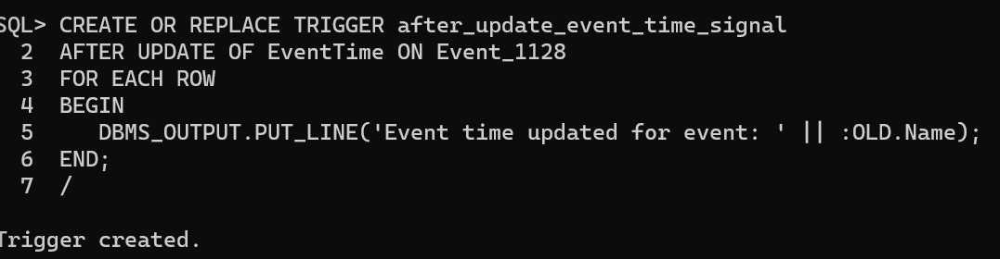 SQL> CREATE OR REPLACE TRIGGER after_update_event_time_signal
  2  AFTER UPDATE OF EventTime ON Event_1128
  3  FOR EACH ROW
  4  BEGIN
  5     DBMS_OUTPUT.PUT_LINE('Event time updated for event: ' || :OLD.Name);
  6  END;
  7  /
Trigger created.